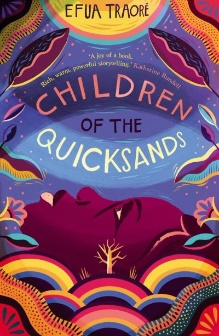 EFUA TRAORÉ
'A joy of a book.
Rich, warm, powerful storytelling.' Katherine Rundell
CHILDREN
OF THE
QUICKSANDS